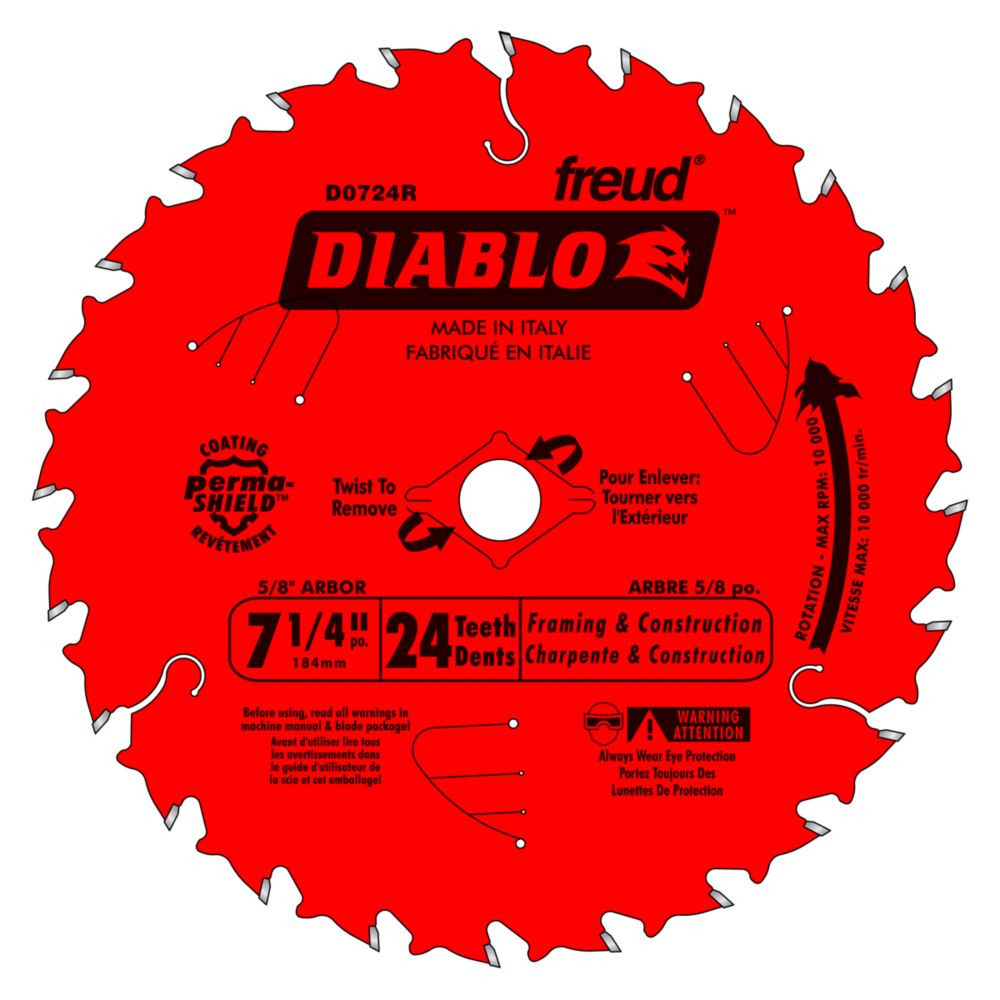 freud®
D0724R
DIABLO™
MADE IN ITALY
FABRIQUÉ EN ITALIE
COATING
perma-
SHIELD™
REVÊTEMENT
Twist To
Remove
Pour Enlever:
Tourner vers
l'Extérieur
ROTATION - MAX RPM: 10 000
VITESSE MAX: 10 000 tr/min.
5/8" ARBOR
ARBRE 5/8 po.
7 1/4" po.
184mm
24 Teeth
Dents
Framing & Construction
Charpente & Construction
Before using, read all warnings in
machine manual & blade package!
Avant d'utiliser lire tous
les avertissements dans
le guide d'utilisateur de
la scie et cet emballage!
WARNING
ATTENTION
Always Wear Eye Protection
Portez Toujours Des
Lunettes De Protection